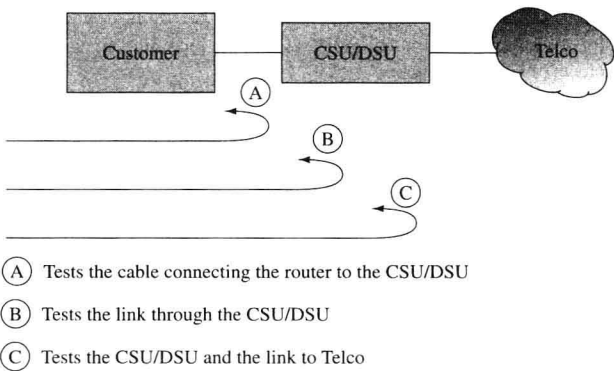 Customer CSU/DSU Telco
A
B
C
A Tests the cable connecting the router to the CSU/DSU
B Tests the link through the CSU/DSU
C Tests the CSU/DSU and the link to Telco